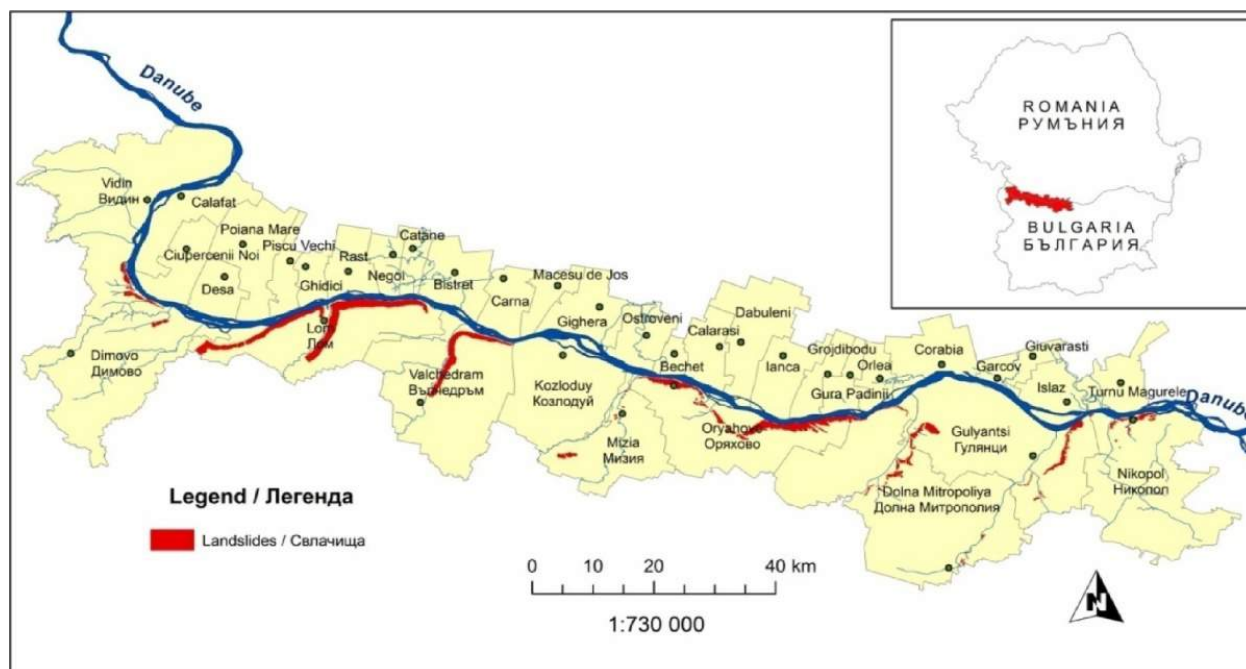 Danube
ROMANIA
РУМЪНИЯ
BULGARIA
БЪЛГАРИЯ
Vidin
Видин
Calafat
Poiana Mare
Ciupercenii Noi
Piscu Vechi
Desa
Ghidici
Rast
Negoi
Catane
Bistret
Carna
Macesu de Jos
Gighera
Ostroveni
Dabuleni
Calarasi
Bechet
Ianca
Grojdibodu
Orlea
Gura Padinii
Corabia
Garcov
Giuvarasti
Islaz
Turnu Magurele
Danube
Dimovo
Димово
Lom
Лом
Valchedram
Вълчедръм
Kozloduy
Козлодуй
Mizia
Мизия
Oryahovo
Оряхово
Gulyantsi
Гулянци
Dolna Mitropoliya
Долна Митрополия
Nikopol
Никопол
Legend / Легенда
Landslides / Свлачища
0 10 20 40 km
1:730 000
N